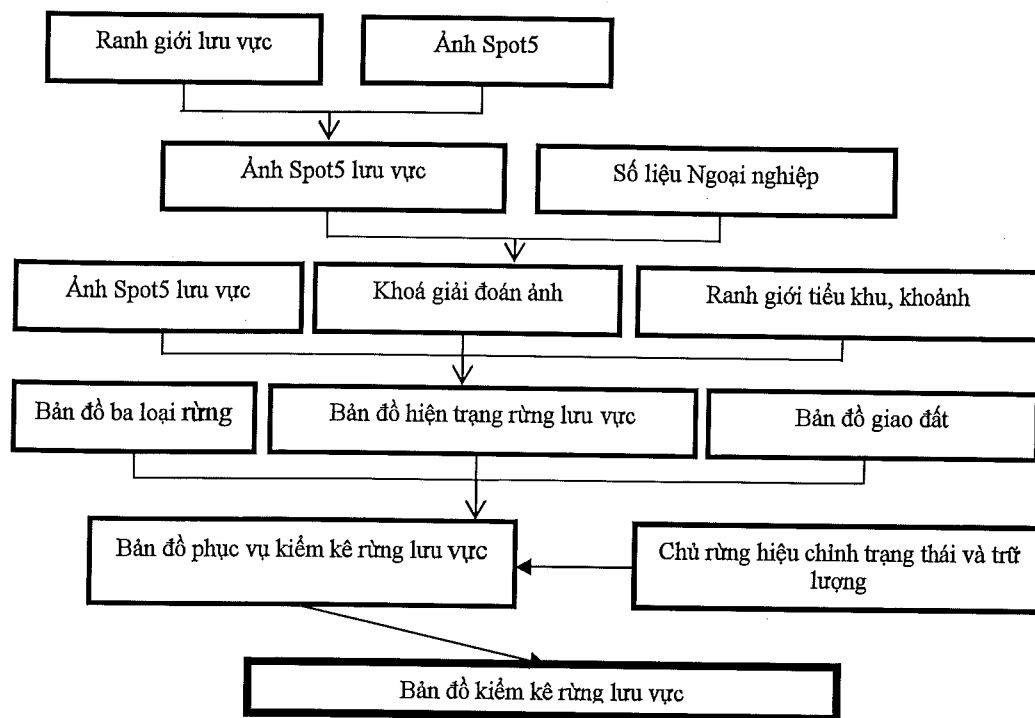 Ranh giới lưu vực
Ảnh Spot5
Ảnh Spot5 lưu vực
Số liệu Ngoại nghiệp
Ảnh Spot5 lưu vực
Khoá giải đoán ảnh
Ranh giới tiểu khu, khoảnh
Bản đồ ba loại rừng
Bản đồ hiện trạng rừng lưu vực
Bản đồ giao đất
Bản đồ phục vụ kiểm kê rừng lưu vực
Chủ rừng hiệu chỉnh trạng thái và trữ
lượng
Bản đồ kiểm kê rừng lưu vực